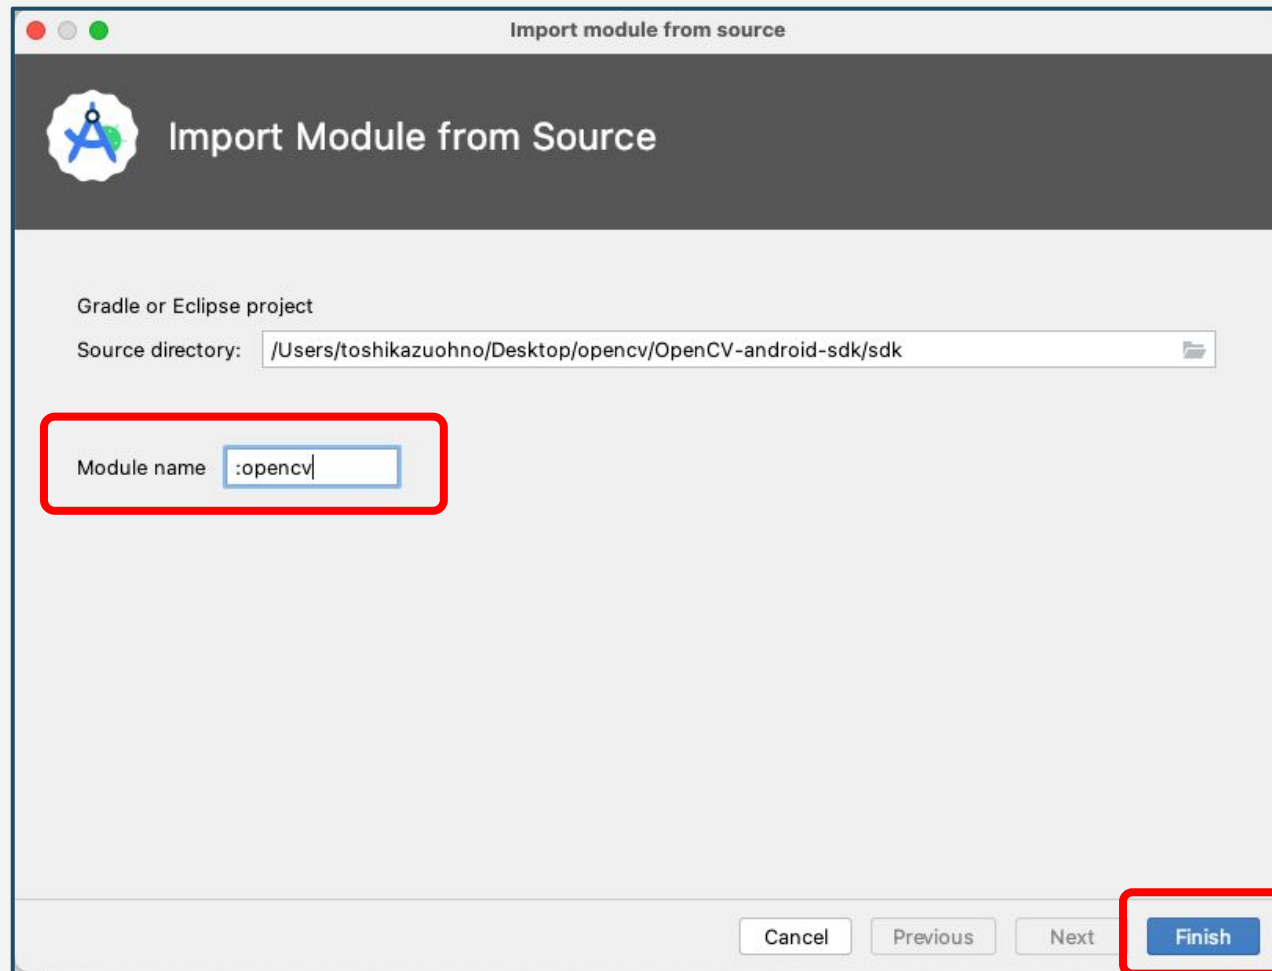 Import module from source
Import Module from Source
Gradle or Eclipse project
Source directory: /Users/toshikazuohno/Desktop/opencv/OpenCV-android-sdk/sdk
Module name :opencv
Cancel Previous Next Finish